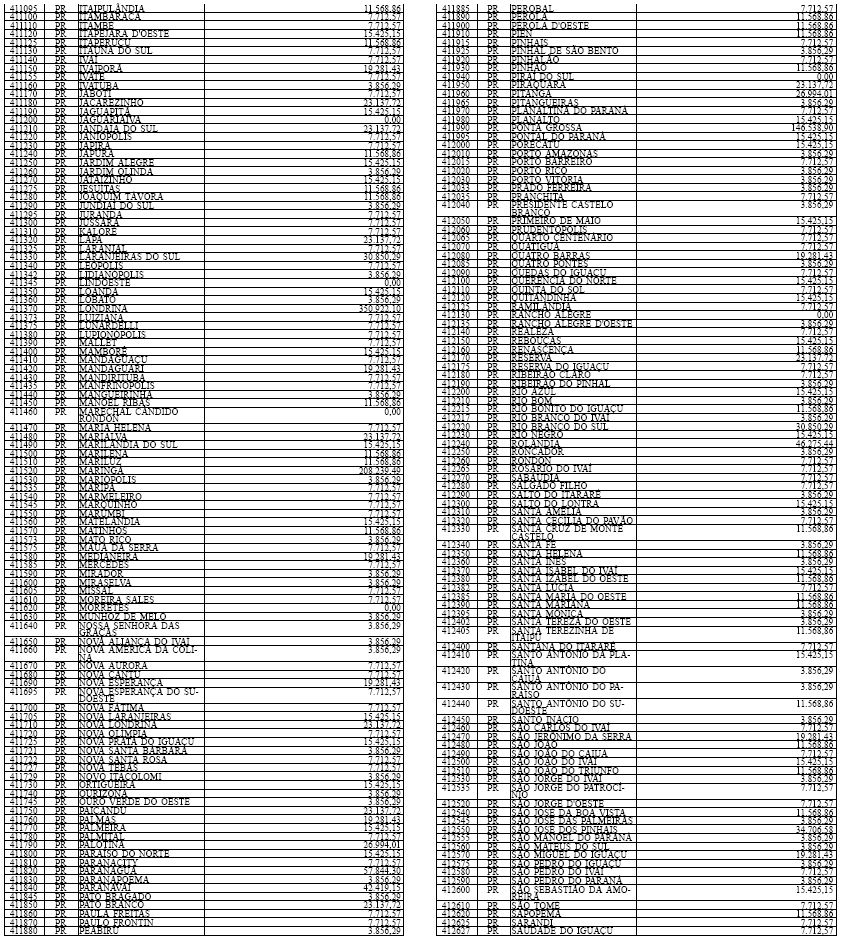 411095 PR ITAIPULÂNDIA 11.568,86
411100 PR ITAMBARACÁ 7.712,57
411110 PR ITAMBÉ 7.712,57
411120 PR ITAPEJARA D'OESTE 15.425,15
411125 PR ITAPERUÇU 11.568,86
411130 PR ITAÚNA DO SUL 7.712,57
411140 PR IVAÍ 7.712,57
411150 PR IVAIPORÃ 19.281,43
411155 PR IVATÉ 7.712,57
411160 PR IVATUBA 3.856,29
411170 PR JABOTI 7.712,57
411180 PR JACAREZINHO 23.137,72
411190 PR JAGUAPITÃ 15.425,15
411200 PR JAGUARIAÍVA 0,00
411210 PR JANDAIA DO SUL 23.137,72
411220 PR JANIÓPOLIS 7.712,57
411230 PR JAPIRA 7.712,57
411240 PR JAPURÁ 11.568,86
411250 PR JARDIM ALEGRE 15.425,15
411260 PR JARDIM OLINDA 3.856,29
411270 PR JATAIZINHO 15.425,15
411275 PR JESUÍTAS 11.568,86
411280 PR JOAQUIM TÁVORA 11.568,86
411290 PR JUNDIAÍ DO SUL 3.856,29
411295 PR JURANDA 7.712,57
411300 PR JUSSARA 7.712,57
411310 PR KALORÉ 7.712,57
411320 PR LAPA 23.137,72
411325 PR LARANJAL 7.712,57
411330 PR LARANJEIRAS DO SUL 30.850,29
411340 PR LEÓPOLIS 7.712,57
411342 PR LIDIANÓPOLIS 3.856,29
411345 PR LINDOESTE 0,00
411350 PR LOANDA 15.425,15
411360 PR LOBATO 3.856,29
411370 PR LONDRINA 350.922,10
411373 PR LUIZIANA 7.712,57
411375 PR LUNARDELLI 7.712,57
411380 PR LUPIONÓPOLIS 7.712,57
411390 PR MALLET 7.712,57
411400 PR MAMBORÊ 15.425,15
411410 PR MANDAGUAÇU 7.712,57
411420 PR MANDAGUARI 19.281,43
411430 PR MANDIRITUBA 7.712,57
411435 PR MANFRINÓPOLIS 7.712,57
411440 PR MANGUEIRINHA 3.856,29
411450 PR MANOEL RIBAS 11.568,86
411460 PR MARECHAL CÂNDIDO 0,00
RONDON
411470 PR MARIA HELENA 7.712,57
411480 PR MARIALVA 23.137,72
411490 PR MARILÂNDIA DO SUL 15.425,15
411500 PR MARILENA 11.568,86
411510 PR MARILUZ 11.568,86
411520 PR MARINGÁ 208.239,49
411530 PR MARIÓPOLIS 3.856,29
411535 PR MARIPÁ 7.712,57
411540 PR MARMELEIRO 7.712,57
411545 PR MARQUINHO 7.712,57
411550 PR MARUMBI 7.712,57
411560 PR MATELÂNDIA 15.425,15
411570 PR MATINHOS 11.568,86
411573 PR MATO RICO 3.856,29
411575 PR MAUÁ DA SERRA 7.712,57
411580 PR MEDIANEIRA 19.281,43
411585 PR MERCEDES 7.712,57
411590 PR MIRADOR 3.856,29
411600 PR MIRASELVA 3.856,29
411605 PR MISSAL 7.712,57
411610 PR MOREIRA SALES 7.712,57
411620 PR MORRETES 0,00
411630 PR MUNHOZ DE MELO 3.856,29
411640 PR NOSSA SENHORA DAS 3.856,29
GRAÇAS
411650 PR NOVA ALIANÇA DO IVAÍ 3.856,29
411660 PR NOVA AMÉRICA DA COLI- 3.856,29
NA
411670 PR NOVA AURORA 7.712,57
411680 PR NOVA CANTU 7.712,57
411690 PR NOVA ESPERANÇA 19.281,43
411695 PR NOVA ESPERANÇA DO SU- 7.712,57
DOESTE
411700 PR NOVA FÁTIMA 7.712,57
411705 PR NOVA LARANJEIRAS 15.425,15
411710 PR NOVA LONDRINA 23.137,72
411720 PR NOVA OLÍMPIA 7.712,57
411725 PR NOVA PRATA DO IGUAÇU 15.425,15
411721 PR NOVA SANTA BÁRBARA 3.856,29
411722 PR NOVA SANTA ROSA 7.712,57
411727 PR NOVA TEBAS 7.712,57
411729 PR NOVO ITACOLOMI 3.856,29
411730 PR ORTIGUEIRA 15.425,15
411740 PR OURIZONA 3.856,29
411745 PR OURO VERDE DO OESTE 3.856,29
411750 PR PAIÇANDU 23.137,72
411760 PR PALMAS 19.281,43
411770 PR PALMEIRA 15.425,15
411780 PR PALMITAL 7.712,57
411790 PR PALOTINA 26.994,01
411800 PR PARAÍSO DO NORTE 15.425,15
411810 PR PARANACITY 7.712,57
411820 PR PARANAGUÁ 57.844,30
411830 PR PARANAPOEMA 3.856,29
411840 PR PARANAVAÍ 42.419,15
411845 PR PATO BRAGADO 3.856,29
411850 PR PATO BRANCO 23.137,72
411860 PR PAULA FREITAS 7.712,57
411870 PR PAULO FRONTIN 7.712,57
411880 PR PEABIRU 3.856,29
411885 PR PEROBAL 7.712,57
411890 PR PÉROLA 11.568,86
411900 PR PÉROLA D'OESTE 11.568,86
411910 PR PIÊN 11.568,86
411915 PR PINHAIS 7.712,57
411925 PR PINHAL DE SÃO BENTO 3.856,29
411920 PR PINHALÃO 7.712,57
411930 PR PINHÃO 11.568,86
411940 PR PIRAÍ DO SUL 0,00
411950 PR PIRAQUARA 23.137,72
411960 PR PITANGA 26.994,01
411965 PR PITANGUEIRAS 3.856,29
411970 PR PLANALTINA DO PARANÁ 7.712,57
411980 PR PLANALTO 15.425,15
411990 PR PONTA GROSSA 146.538,90
411995 PR PONTAL DO PARANÁ 15.425,15
412000 PR PORECATU 15.425,15
412010 PR PORTO AMAZONAS 3.856,29
412015 PR PORTO BARREIRO 7.712,57
412020 PR PORTO RICO 3.856,29
412030 PR PORTO VITÓRIA 3.856,29
412033 PR PRADO FERREIRA 3.856,29
412035 PR PRANCHITA 7.712,57
412040 PR PRESIDENTE CASTELO 3.856,29
BRANCO
412050 PR PRIMEIRO DE MAIO 15.425,15
412060 PR PRUDENTÓPOLIS 7.712,57
412065 PR QUARTO CENTENÁRIO 7.712,57
412070 PR QUATIGUÁ 7.712,57
412080 PR QUATRO BARRAS 19.281,43
412085 PR QUATRO PONTES 3.856,29
412090 PR QUEDAS DO IGUAÇU 7.712,57
412100 PR QUERÊNCIA DO NORTE 15.425,15
412110 PR QUINTA DO SOL 7.712,57
412120 PR QUITANDINHA 15.425,15
412125 PR RAMILÂNDIA 7.712,57
412130 PR RANCHO ALEGRE 0,00
412135 PR RANCHO ALEGRE D'OESTE 3.856,29
412140 PR REALEZA 7.712,57
412150 PR REBOUÇAS 15.425,15
412160 PR RENASCENÇA 11.568,86
412170 PR RESERVA 23.137,72
412175 PR RESERVA DO IGUAÇU 7.712,57
412180 PR RIBEIRÃO CLARO 7.712,57
412190 PR RIBEIRÃO DO PINHAL 3.856,29
412200 PR RIO AZUL 15.425,15
412210 PR RIO BOM 3.856,29
412215 PR RIO BONITO DO IGUAÇU 11.568,86
412217 PR RIO BRANCO DO IVAÍ 3.856,29
412220 PR RIO BRANCO DO SUL 30.850,29
412230 PR RIO NEGRO 15.425,15
412240 PR ROLÂNDIA 46.275,44
412250 PR RONCADOR 3.856,29
412260 PR RONDON 7.712,57
412265 PR ROSÁRIO DO IVAÍ 7.712,57
412270 PR SABÁUDIA 7.712,57
412280 PR SALGADO FILHO 7.712,57
412290 PR SALTO DO ITARARÉ 3.856,29
412300 PR SALTO DO LONTRA 15.425,15
412310 PR SANTA AMÉLIA 3.856,29
412320 PR SANTA CECÍLIA DO PAVÃO 7.712,57
412330 PR SANTA CRUZ DE MONTE 11.568,86
CASTELO
412340 PR SANTA FÉ 3.856,29
412350 PR SANTA HELENA 11.568,86
412360 PR SANTA INÊS 3.856,29
412370 PR SANTA ISABEL DO IVAÍ 15.425,15
412380 PR SANTA IZABEL DO OESTE 11.568,86
412382 PR SANTA LÚCIA 7.712,57
412385 PR SANTA MARIA DO OESTE 11.568,86
412390 PR SANTA MARIANA 11.568,86
412395 PR SANTA MÔNICA 3.856,29
412402 PR SANTA TEREZA DO OESTE 3.856,29
412405 PR SANTA TEREZINHA DE 11.568,86
ITAIPU
412400 PR SANTANA DO ITARARÉ 7.712,57
412410 PR SANTO ANTÔNIO DA PLA- 15.425,15
TINA
412420 PR SANTO ANTÔNIO DO 3.856,29
CAIUÁ
412430 PR SANTO ANTÔNIO DO PA- 3.856,29
RAÍSO
412440 PR SANTO ANTÔNIO DO SU- 11.568,86
DOESTE
412450 PR SANTO INÁCIO 3.856,29
412460 PR SÃO CARLOS DO IVAÍ 7.712,57
412470 PR SÃO JERÔNIMO DA SERRA 19.281,43
412480 PR SÃO JOÃO 11.568,86
412490 PR SÃO JOÃO DO CAIUÁ 7.712,57
412500 PR SÃO JOÃO DO IVAÍ 15.425,15
412510 PR SÃO JOÃO DO TRIUNFO 11.568,86
412530 PR SÃO JORGE DO IVAÍ 3.856,29
412535 PR SÃO JORGE DO PATROCÍ- 7.712,57
NIO
412520 PR SÃO JORGE D'OESTE 7.712,57
412540 PR SÃO JOSÉ DA BOA VISTA 11.568,86
412545 PR SÃO JOSÉ DAS PALMEIRAS 3.856,29
412550 PR SÃO JOSÉ DOS PINHAIS 34.706,58
412555 PR SÃO MANOEL DO PARANÁ 3.856,29
412560 PR SÃO MATEUS DO SUL 3.856,29
412570 PR SÃO MIGUEL DO IGUAÇU 19.281,43
412575 PR SÃO PEDRO DO IGUAÇU 3.856,29
412580 PR SÃO PEDRO DO IVAÍ 7.712,57
412590 PR SÃO PEDRO DO PARANÁ 3.856,29
412600 PR SÃO SEBASTIÃO DA AMO- 15.425,15
REIRA
412610 PR SÃO TOMÉ 7.712,57
412620 PR SAPOPEMA 11.568,86
412625 PR SARANDI 7.712,57
412627 PR SAUDADE DO IGUAÇU 7.712,57